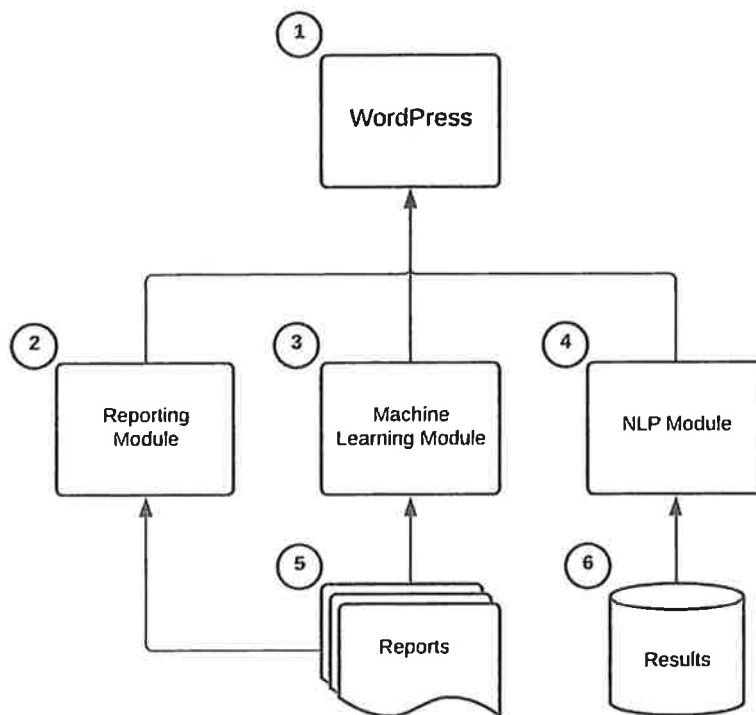 1
WordPress
2
Reporting
Module
3
Machine
Learning Module
4
NLP Module
5
Reports
6
Results